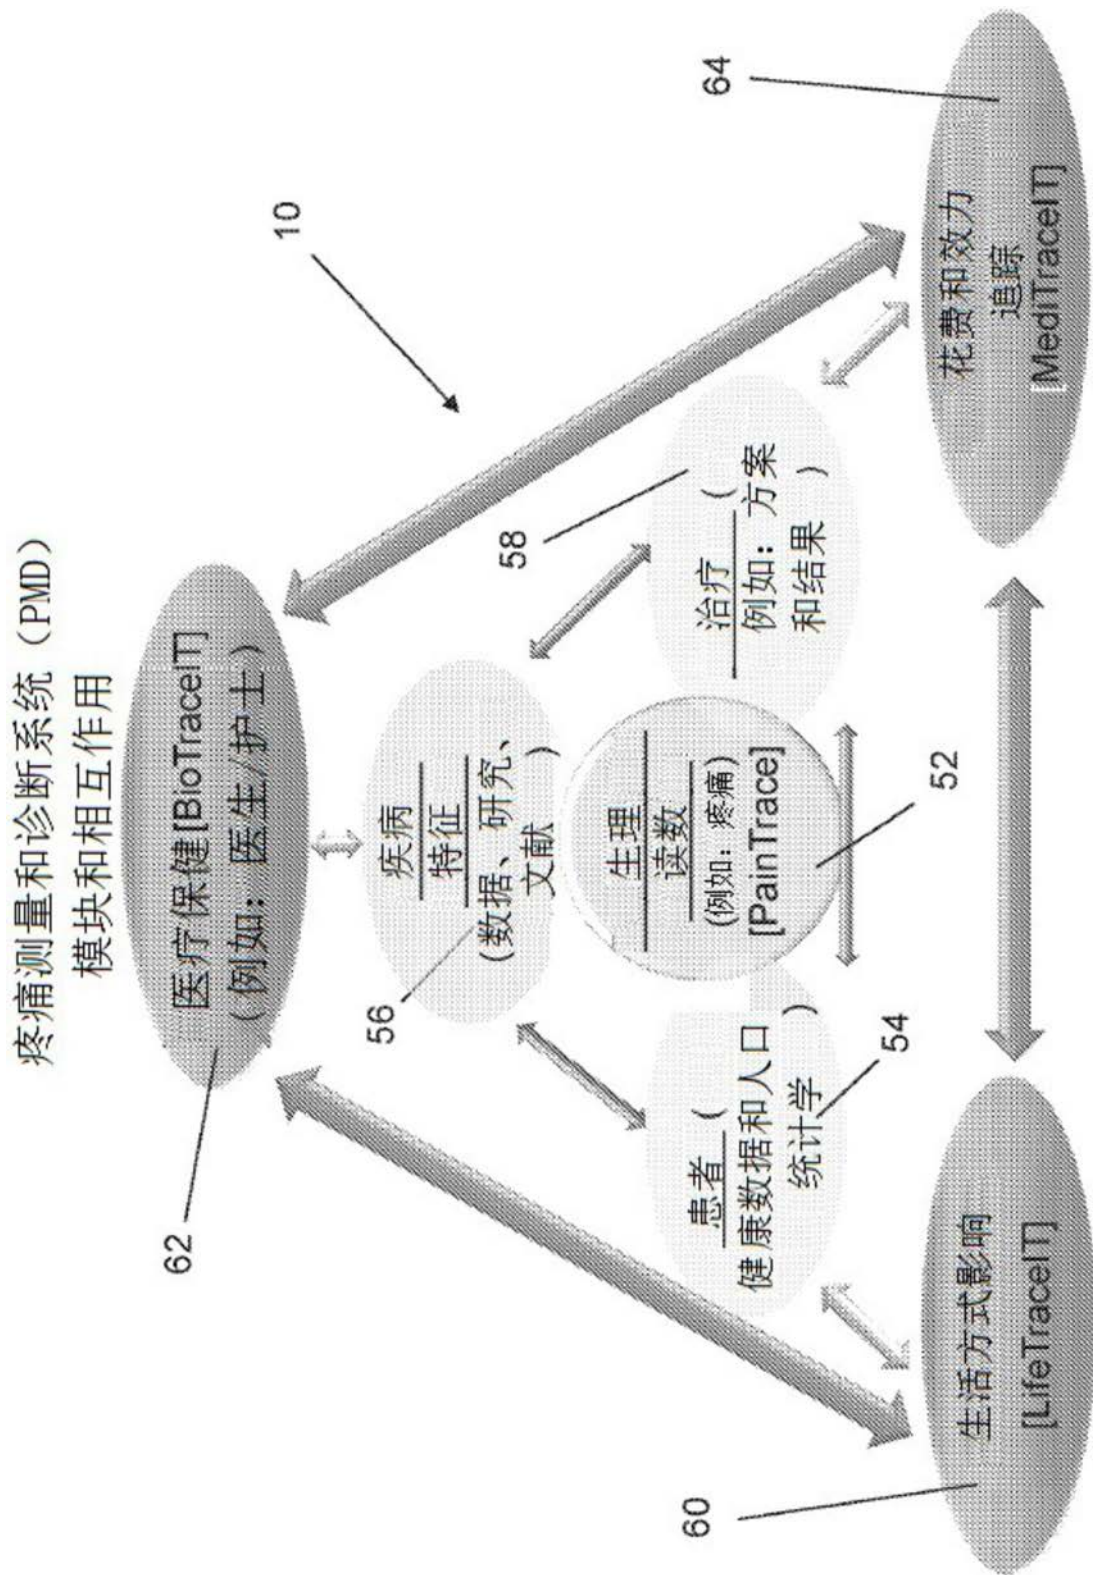 疼痛测量和诊断系统（PMD）
模块和相互作用
医疗保健[BioTraceIT]
（例如：医生/护士）
62
10
疾病
特征
（数据、研究、
文献
）
56
58
64
生理
读数
(例如：疼痛)
[PainTrace]
患者（
健康数据和人口
统计学
）
54
治疗（
例如：方案
和结果
）
52
60
生活方式影响
[LifeTraceIT]
花费和效力
追踪
[MediTraceIT]